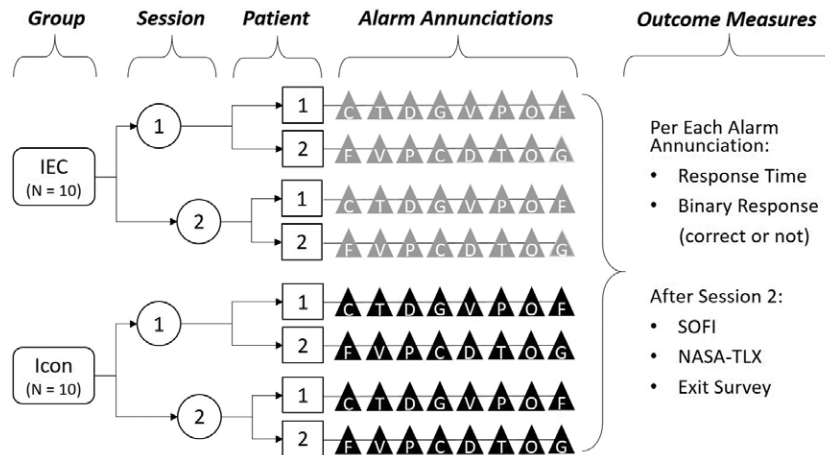 Group Session Patient Alarm Annunciations Outcome Measures
1 C T D G V P O F
1
2 F V P C D T O G
IEC
(N = 10)
1 C T D G V P O F
2
2 F V P C D T O G
1 C T D G V P O F
1
2 F V P C D T O G
Icon
(N = 10)
1 C T D G V P O F
2
2 F V P C D T O G
Per Each Alarm
Annunciation:
• Response Time
• Binary Response
(correct or not)
After Session 2:
• SOFI
• NASA-TLX
• Exit Survey